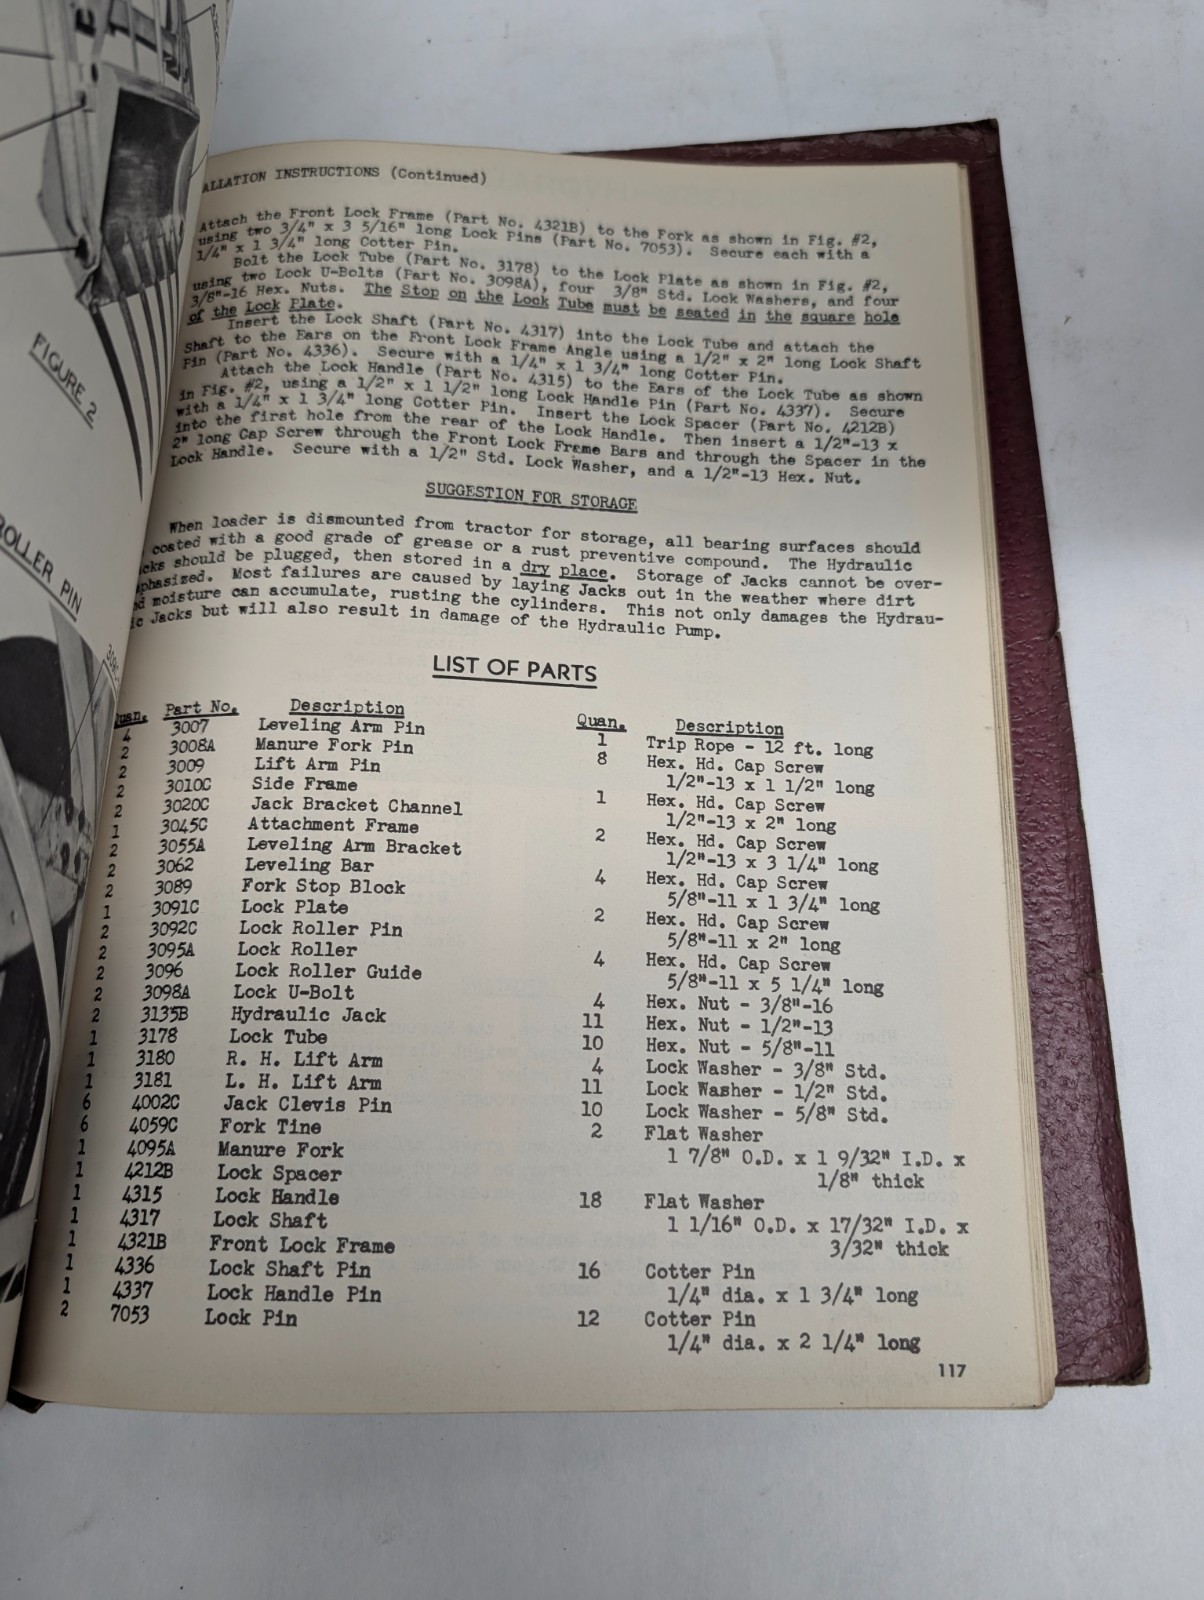 FIGURE 2
ROLLER PIN
ALLATION INSTRUCTIONS (Continued)
Attach the Front Lock Frame (Part No. 4321B) to the Fork as shown in Fig. #2,
using two 3/4" x 3 5/16" long Lock Pins (Part No. 7053). Secure each with a
1/4" x 1 3/4" long Cotter Pin.
Bolt the Lock Tube (Part No. 3178) to the Lock Plate as shown in Fig. #2,
using two Lock U-Bolts (Part No. 3098A), four 3/8" Std. Lock Washers, and four
3/8"-16 Hex. Nuts. The Stop on the Lock Tube must be seated in the square hole
of the Lock Plate.
Insert the Lock Shaft (Part No. 4317) into the Lock Tube and attach the
Shaft to the Ears on the Front Lock Frame Angle using a 1/2" x 2" long Lock Shaft
Pin (Part No. 4336). Secure with a 1/4" x 1 3/4" long Cotter Pin.
Attach the Lock Handle (Part No. 4315) to the Ears of the Lock Tube as shown
in Fig. #2, using a 1/2" x 1 1/2" long Lock Handle Pin (Part No. 4337). Secure
with a 1/4" x 1 3/4" long Cotter Pin. Insert the Lock Spacer (Part No. 4212B)
into the first hole from the rear of the Lock Handle. Then insert a 1/2"-13 x
2" long Cap Screw through the Front Lock Freme Bars and through the Spacer in the
Lock Handle. Secure with a 1/2" Std. Lock Washer, and a 1/2"-13 Hex. Nut.
SUGGESTION FOR STORAGE
When loader is dismounted from tractor for storage, all bearing surfaces should
coated with a good grade of grease or a rust preventive compound. The Hydraulic
cks should be plugged, then stored in a dry place. Storage of Jacks cannot be over-
phasized. Most failures are caused by laying Jacks out in the weather where dirt
d moisture can accumulate, rusting the cylinders. This not only damages the Hydrau-
ic Jacks but will also result in damage of the Hydraulic Pump.
LIST OF PARTS
Quan. Part No. Description
4 3007 Leveling Arm Pin
2 3008A Manure Fork Pin
2 3009 Lift Arm Pin
2 3010C Side Frame
2 3020C Jack Bracket Channel
1 3045C Attachment Frame
2 3055A Leveling Arm Bracket
2 3062 Leveling Bar
2 3089 Fork Stop Block
1 3091C Lock Plate
2 3092C Lock Roller Pin
2 3095A Lock Roller
2 3096 Lock Roller Guide
2 3098A Lock U-Bolt
2 3135B Hydraulic Jack
1 3178 Lock Tube
1 3180 R. H. Lift Arm
1 3181 L. H. Lift Arm
6 4002C Jack Clevis Pin
6 4059C Fork Tine
1 4095A Manure Fork
1 4212B Lock Spacer
1 4315 Lock Handle
1 4317 Lock Shaft
1 4321B Front Lock Frame
1 4336 Lock Shaft Pin
1 4337 Lock Handle Pin
2 7053 Lock Pin
Quan. Description
1 Trip Rope - 12 ft. long
8 Hex. Hd. Cap Screw
1/2"-13 x 1 1/2" long
1 Hex. Hd. Cap Screw
1/2"-13 x 2" long
2 Hex. Hd. Cap Screw
1/2"-13 x 3 1/4" long
4 Hex. Hd. Cap Screw
5/8"-11 x 1 3/4" long
2 Hex. Hd. Cap Screw
5/8"-11 x 2" long
4 Hex. Hd. Cap Screw
5/8"-11 x 5 1/4" long
4 Hex. Nut - 3/8"-16
11 Hex. Nut - 1/2"-13
10 Hex. Nut - 5/8"-11
4 Lock Washer - 3/8" Std.
11 Lock Washer - 1/2" Std.
10 Lock Washer - 5/8" Std.
2 Flat Washer
1 7/8" O.D. x 1 9/32" I.D. x
1/8" thick
18 Flat Washer
1 1/16" O.D. x 17/32" I.D. x
3/32" thick
16 Cotter Pin
1/4" dia. x 1 3/4" long
12 Cotter Pin
1/4" dia. x 2 1/4" long
117